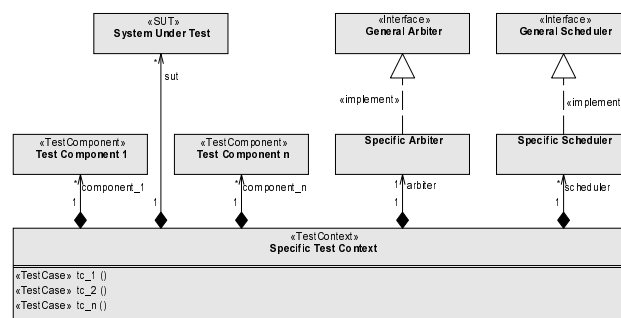 «SUT»
System Under Test
«Interface»
General Arbiter
«Interface»
General Scheduler
* sut
«implement»
«implement
«TestComponent»
Test Component 1
«TestComponent»
Test Component n
Specific Arbiter
Specific Scheduler
* component_1
1
1
* component_n
1
1 arbiter
1
* scheduler
1
«TestContext»
Specific Test Context
«TestCase» tc_1 ()
«TestCase» tc_2 ()
«TestCase» tc_n ()